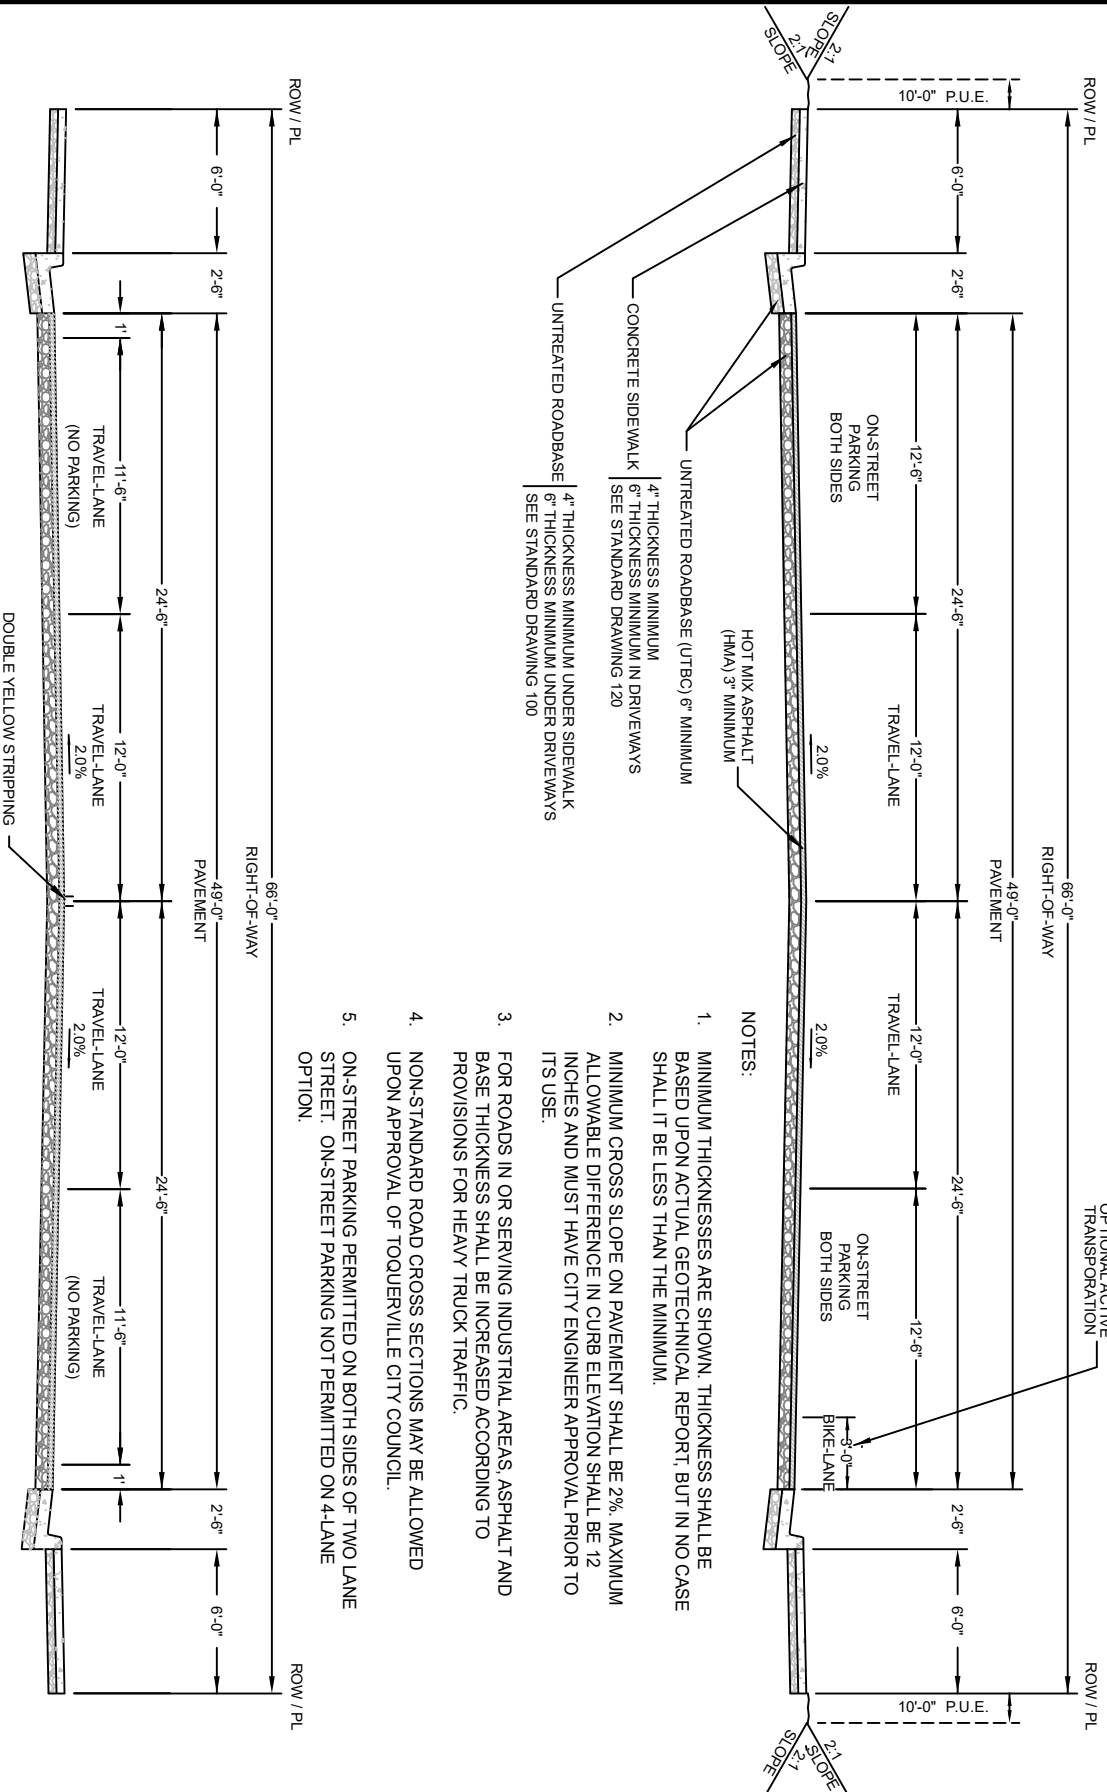 ROW / PL
66'-0"
RIGHT-OF-WAY
ROW / PL
OPTIONAL ACTIVE
TRANSPORATION
49'-0"
PAVEMENT
10'-0" P.U.E.
6'-0"
2'-6"
24'-6"
24'-6"
2'-6"
6'-0"
10'-0" P.U.E.
12'-6"
12'-0"
12'-0"
12'-6"
ON-STREET
PARKING
BOTH SIDES
TRAVEL-LANE
TRAVEL-LANE
ON-STREET
PARKING
BOTH SIDES
3'-0"
BIKE-LANE
2:1
SLOPE
2:1
SLOPE
2.0%
2.0%
2:1
SLOPE
2:1
SLOPE
HOT MIX ASPHALT
(HMA) 3" MINIMUM
UNTREATED ROADBASE (UTBC) 6" MINIMUM
CONCRETE SIDEWALK
4" THICKNESS MINIMUM
6" THICKNESS MINIMUM IN DRIVEWAYS
SEE STANDARD DRAWING 120
UNTREATED ROADBASE
4" THICKNESS MINIMUM UNDER SIDEWALK
6" THICKNESS MINIMUM UNDER DRIVEWAYS
SEE STANDARD DRAWING 100
NOTES:
1. MINIMUM THICKNESSES ARE SHOWN. THICKNESS SHALL BE
BASED UPON ACTUAL GEOTECHNICAL REPORT, BUT IN NO CASE
SHALL IT BE LESS THAN THE MINIMUM.
2. MINIMUM CROSS SLOPE ON PAVEMENT SHALL BE 2%. MAXIMUM
ALLOWABLE DIFFERENCE IN CURB ELEVATION SHALL BE 12
INCHES AND MUST HAVE CITY ENGINEER APPROVAL PRIOR TO
ITS USE.
3. FOR ROADS IN OR SERVING INDUSTRIAL AREAS, ASPHALT AND
BASE THICKNESS SHALL BE INCREASED ACCORDING TO
PROVISIONS FOR HEAVY TRUCK TRAFFIC.
4. NON-STANDARD ROAD CROSS SECTIONS MAY BE ALLOWED
UPON APPROVAL OF TOQUERVILLE CITY COUNCIL.
5. ON-STREET PARKING PERMITTED ON BOTH SIDES OF TWO LANE
STREET. ON-STREET PARKING NOT PERMITTED ON 4-LANE
OPTION.
ROW / PL
66'-0"
RIGHT-OF-WAY
ROW / PL
49'-0"
PAVEMENT
6'-0"
2'-6"
24'-6"
24'-6"
2'-6"
6'-0"
1'
11'-6"
12'-0"
12'-0"
11'-6"
1'
TRAVEL-LANE
(NO PARKING)
TRAVEL-LANE
TRAVEL-LANE
TRAVEL-LANE
(NO PARKING)
2.0%
2.0%
DOUBLE YELLOW STRIPPING